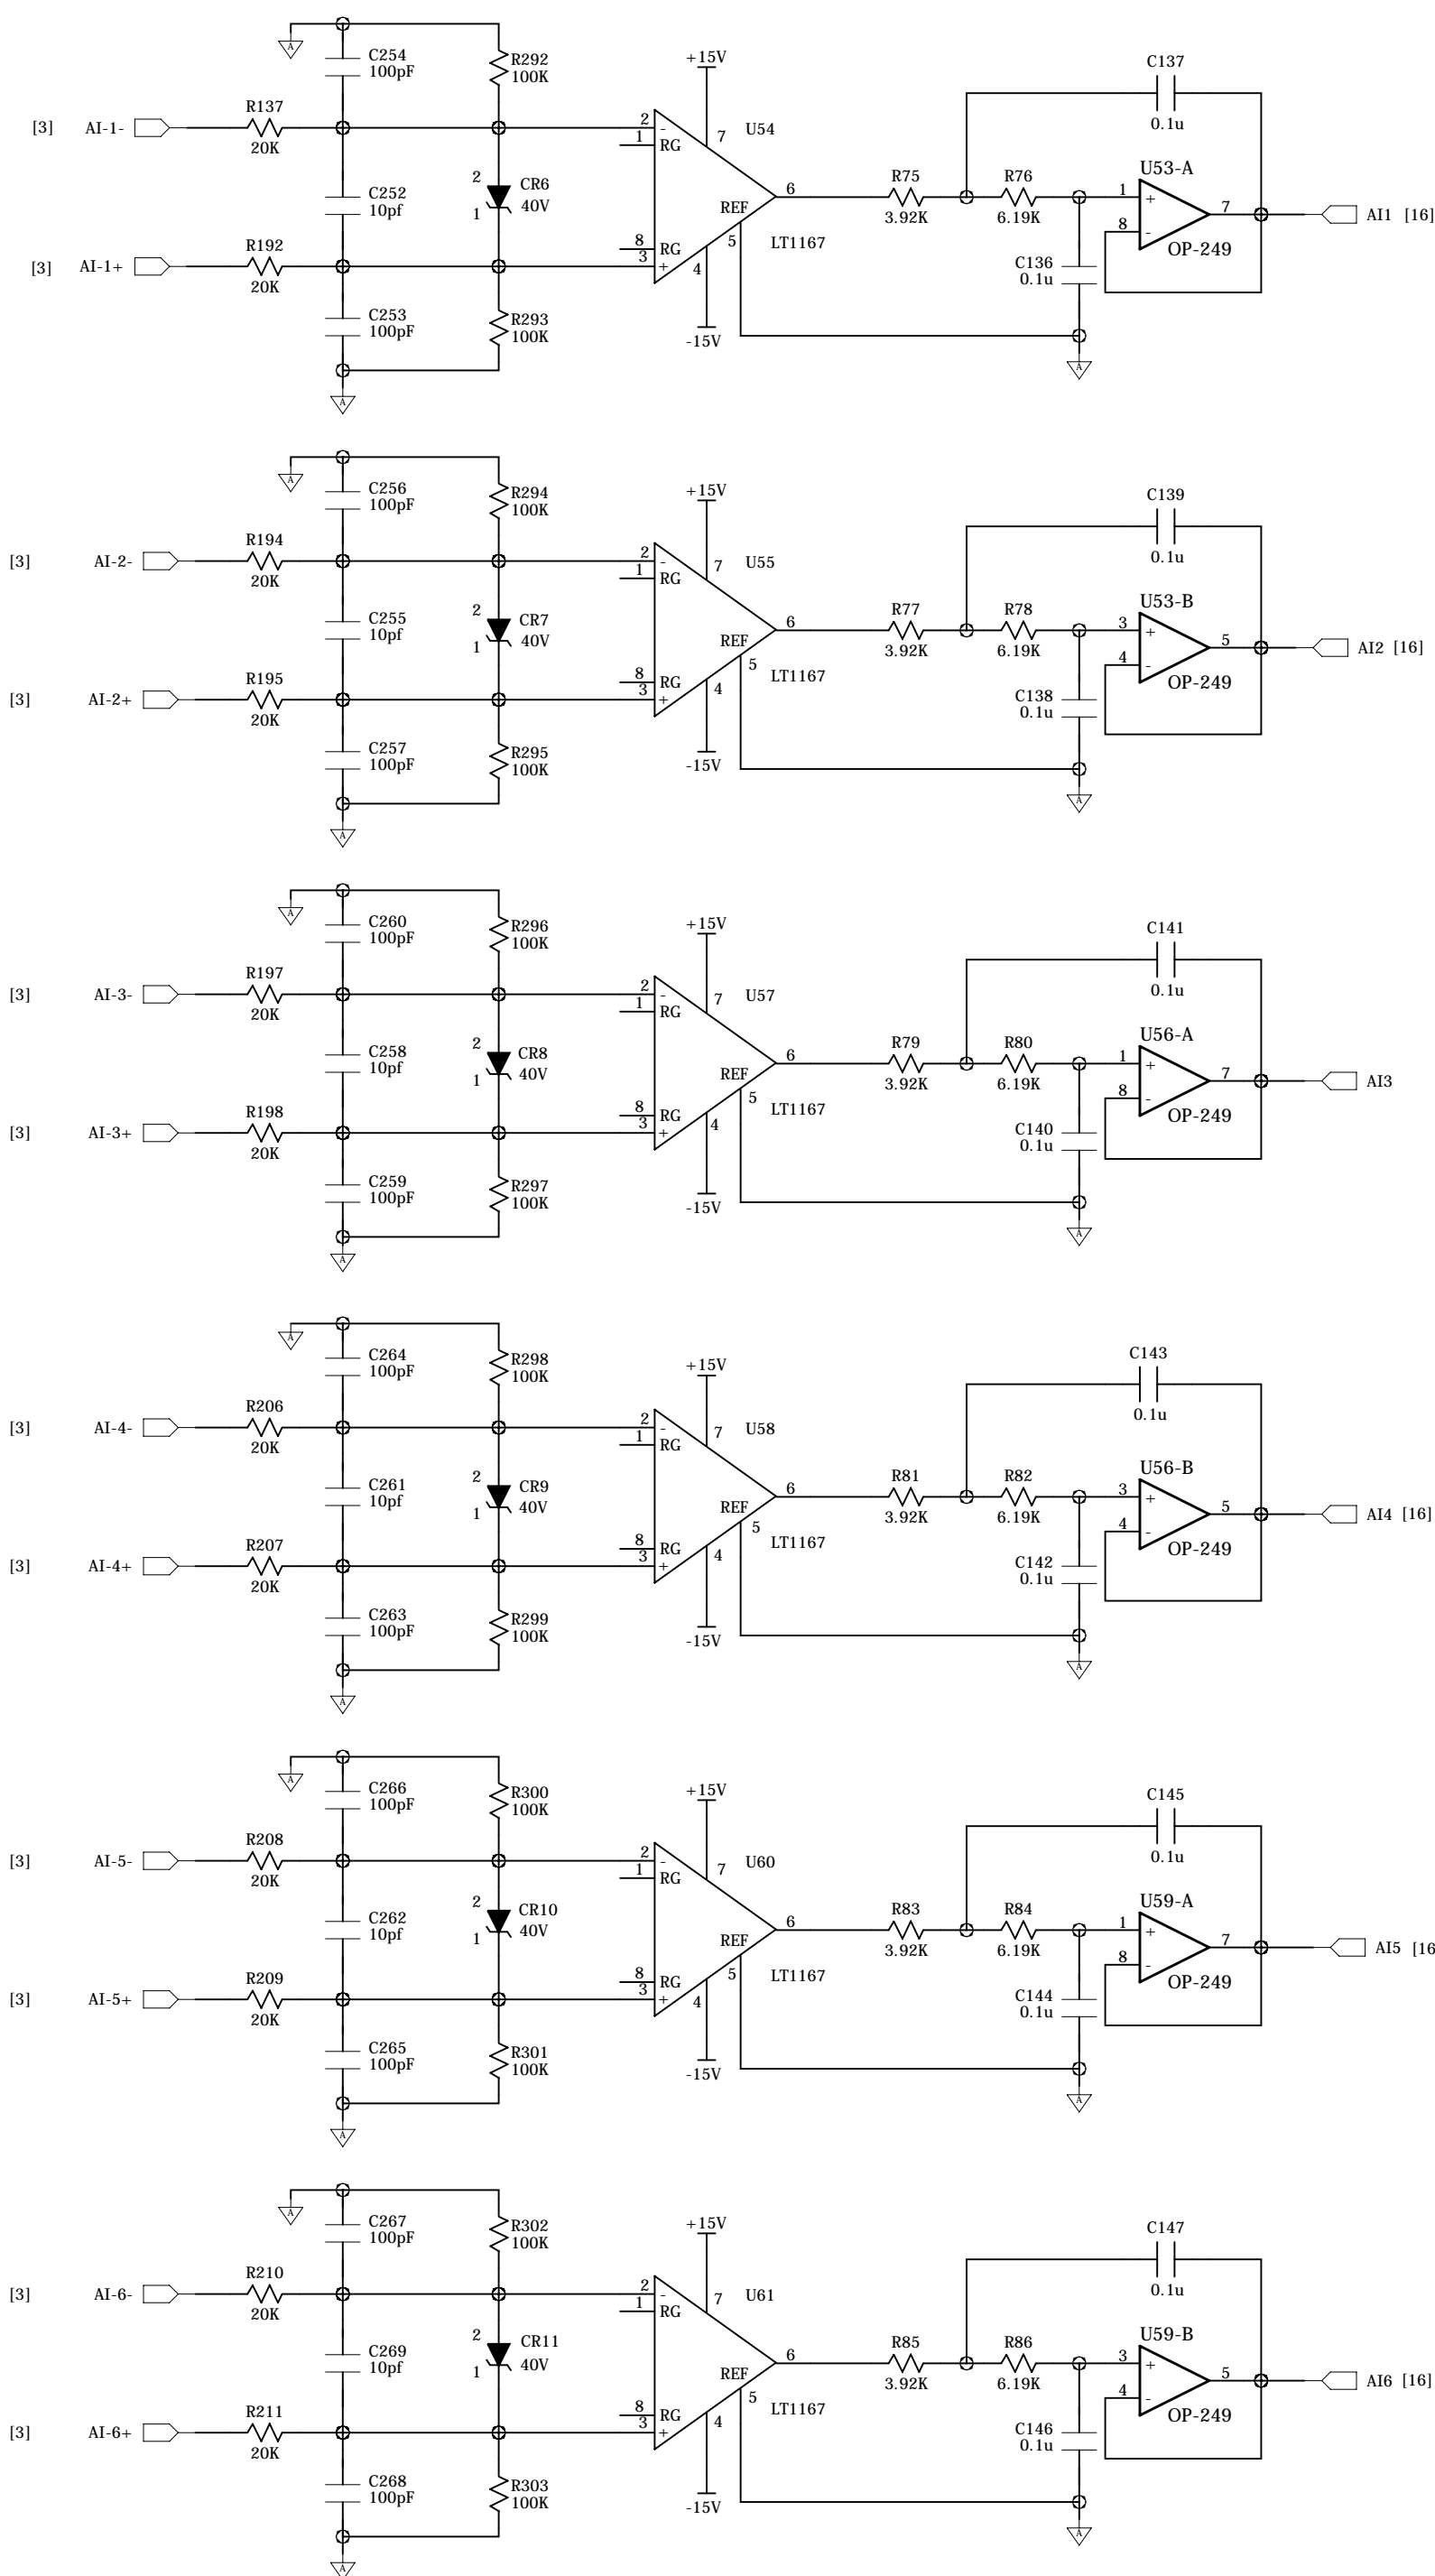 C254
100pF
R292
100K
+15V
C137
0.1u
[3] AI-1-
R137
20K
2
-
1
RG
7
U54
C252
10pf
2
1
CR6
40V
REF
6
R75
3.92K
R76
6.19K
U53-A
1
+
8
-
7
OP-249
AI1 [16]
[3] AI-1+
R192
20K
8
RG
3
+
5
4
LT1167
C136
0.1u
C253
100pF
R293
100K
-15V
A
A
A
C256
100pF
R294
100K
+15V
C139
0.1u
[3] AI-2-
R194
20K
2
-
1
RG
7
U55
C255
10pf
2
1
CR7
40V
REF
6
R77
3.92K
R78
6.19K
U53-B
3
+
4
-
5
OP-249
AI2 [16]
[3] AI-2+
R195
20K
8
RG
3
+
5
4
LT1167
C138
0.1u
C257
100pF
R295
100K
-15V
A
A
A
C260
100pF
R296
100K
+15V
C141
0.1u
[3] AI-3-
R197
20K
2
-
1
RG
7
U57
C258
10pf
2
1
CR8
40V
REF
6
R79
3.92K
R80
6.19K
U56-A
1
+
8
-
7
OP-249
AI3
[3] AI-3+
R198
20K
8
RG
3
+
5
4
LT1167
C140
0.1u
C259
100pF
R297
100K
-15V
A
A
A
C264
100pF
R298
100K
+15V
C143
0.1u
[3] AI-4-
R206
20K
2
-
1
RG
7
U58
C261
10pf
2
1
CR9
40V
REF
6
R81
3.92K
R82
6.19K
U56-B
3
+
4
-
5
OP-249
AI4 [16]
[3] AI-4+
R207
20K
8
RG
3
+
5
4
LT1167
C142
0.1u
C263
100pF
R299
100K
-15V
A
A
A
C266
100pF
R300
100K
+15V
C145
0.1u
[3] AI-5-
R208
20K
2
-
1
RG
7
U60
C262
10pf
2
1
CR10
40V
REF
6
R83
3.92K
R84
6.19K
U59-A
1
+
8
-
7
OP-249
AI5 [16
[3] AI-5+
R209
20K
8
RG
3
+
5
4
LT1167
C144
0.1u
C265
100pF
R301
100K
-15V
A
A
A
C267
100pF
R302
100K
+15V
C147
0.1u
[3] AI-6-
R210
20K
2
-
1
RG
7
U61
C269
10pf
2
1
CR11
40V
REF
6
R85
3.92K
R86
6.19K
U59-B
3
+
4
-
5
OP-249
AI6 [16]
[3] AI-6+
R211
20K
8
RG
3
+
5
4
LT1167
C146
0.1u
C268
100pF
R303
100K
-15V
A
A
A